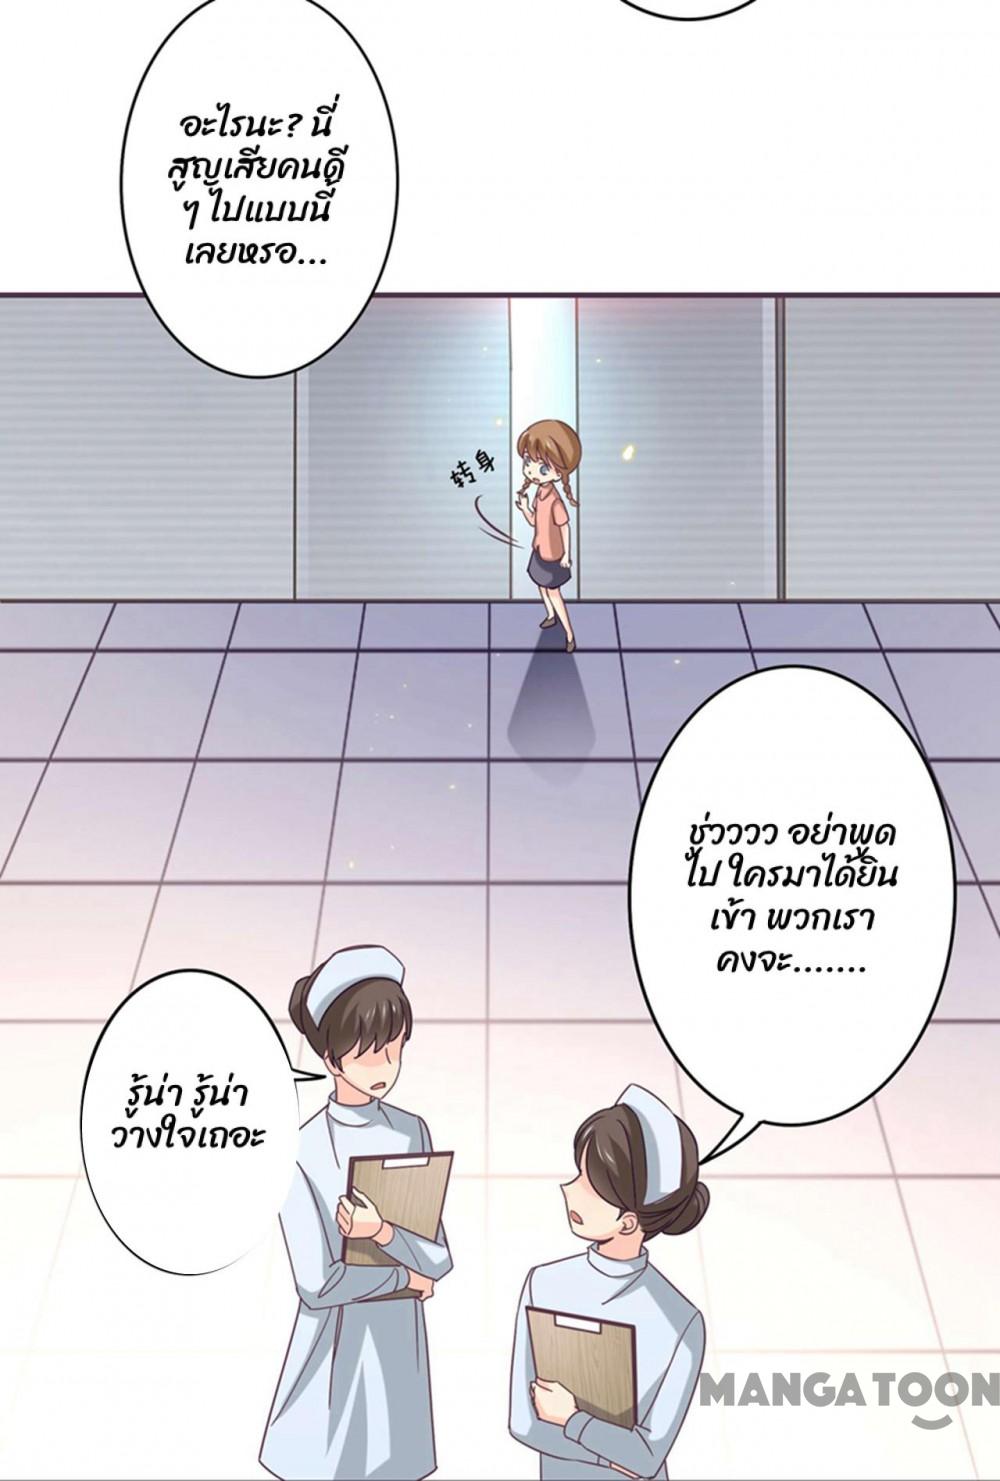 อะไรนะ? นี่
สูญเสียคนดี
ๆ ไปแบบนี้
เลยหรอ...
转身
ชู่วววว อย่าพูด
ไป ใครมาได้ยิน
เข้า พวกเรา
คงจะ.......
รู้น่า รู้น่า
วางใจเถอะ
MANGATOON